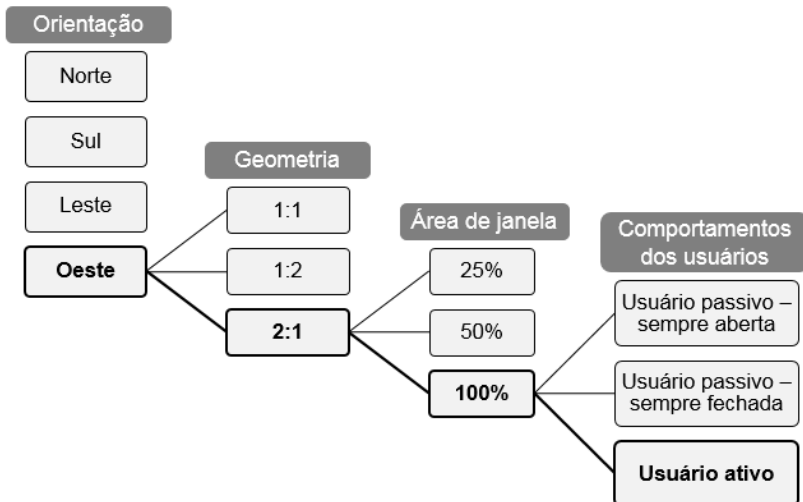 Orientação
Norte
Sul
Leste
Oeste
Geometria
1:1
1:2
2:1
Área de janela
25%
50%
100%
Comportamentos
dos usuários
Usuário passivo –
sempre aberta
Usuário passivo –
sempre fechada
Usuário ativo